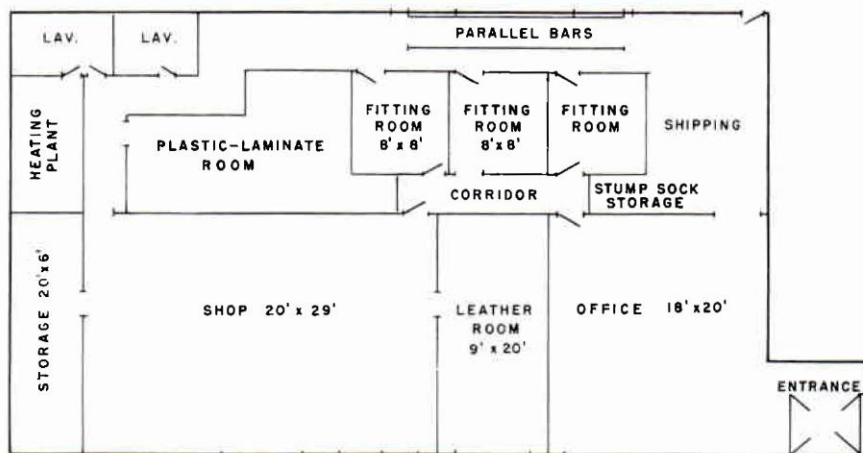 LAV.
LAV.
PARALLEL BARS
HEATING
PLANT
PLASTIC-LAMINATE
ROOM
FITTING
ROOM
8'x 8'
FITTING
ROOM
8'x 8'
FITTING
ROOM
SHIPPING
CORRIDOR
STUMP SOCK
STORAGE
STORAGE 20'x6'
SHOP 20'x 29'
LEATHER
ROOM
9' x 20'
OFFICE 18'x20'
ENTRANCE